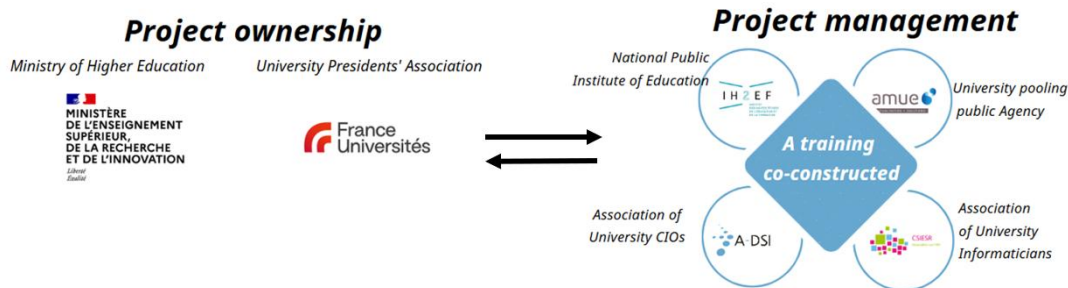 Project ownership
Ministry of Higher Education
University Presidents' Association
MINISTÈRE
DE L'ENSEIGNEMENT
SUPÉRIEUR,
DE LA RECHERCHE
ET DE L'INNOVATION
Liberté
Égalité
France
Universités
Project management
National Public
Institute of Education
IH2EF
amue
University pooling
public Agency
A training
co-constructed
Association of
University CIOs
A-DSI
CSIESR
Association
of University
Informaticians